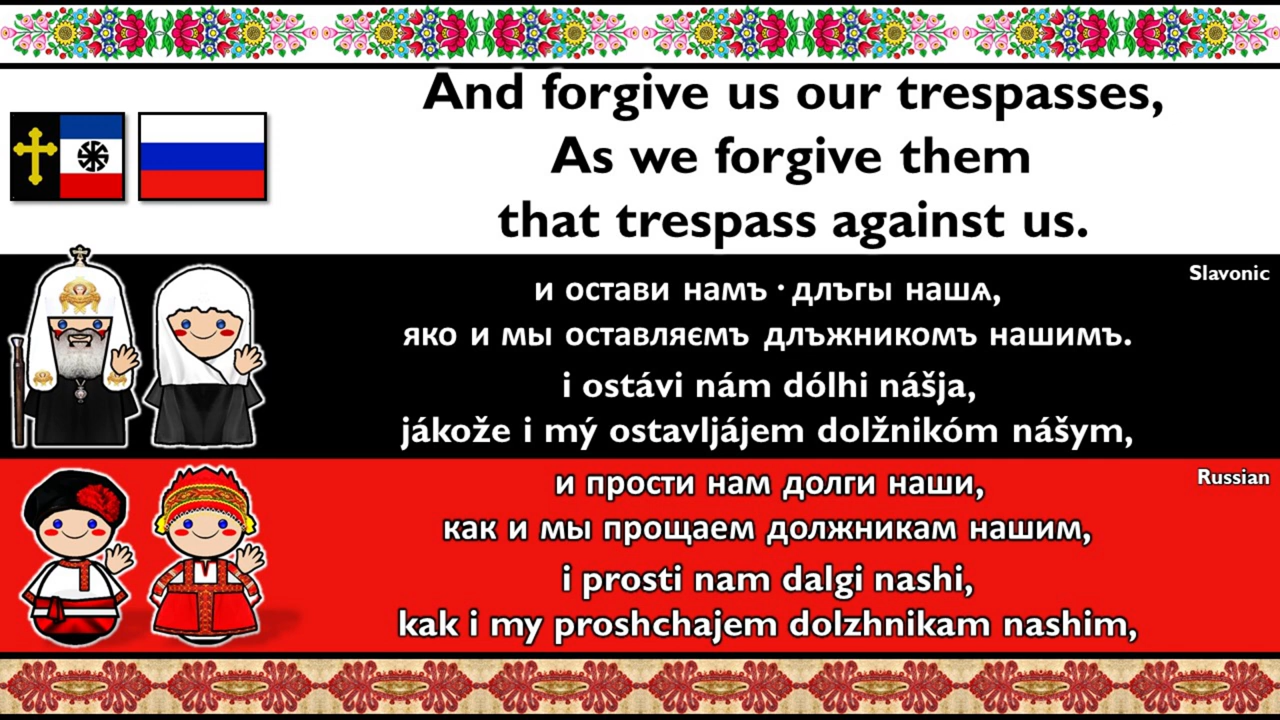 And forgive us our trespasses,
As we forgive them
that trespass against us.
Slavonic
и остави намъ · длъгы нашѧ,
яко и мы оставляѥмъ длъжникомъ нашимъ.
i ostávi nám dólhi nášja,
jákože i mý ostavljájem dolžnikóm nášym,
Russian
и прости нам долги наши,
как и мы прощаем должникам нашим,
i prosti nam dalgi nashi,
kak i my proshchajem dolzhnikam nashim,